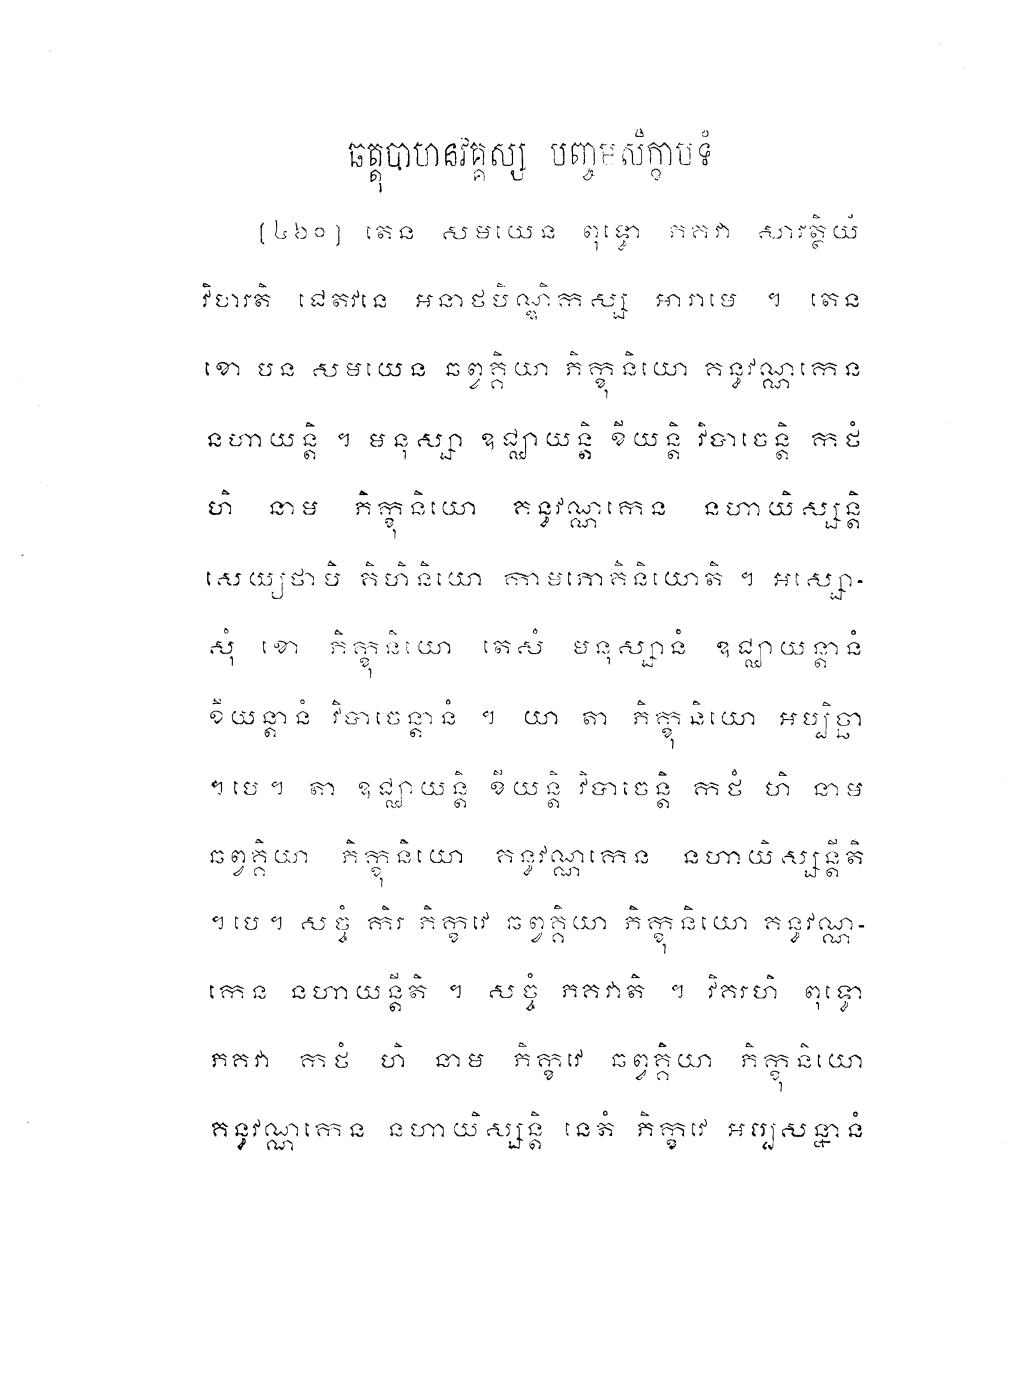 ឆត្តុបាហនវគ្គស្ស បញ្ចមសិក្ខាបទំ
[៤៦០] តេន សមយេន ពុទ្ធោ ភគវា សាវត្ថិយំ
វិហារតិ ជេតវនេ អនាថបិណ្ឌិកស្ស អារាមេ ។ តេន
ខោ បន សមយេន ឆព្វគ្គិយា ភិក្ខុនិយោ គន្ធវណ្ណកេន
នហាយន្តិ ។ មនុស្សា ឧជ្ឈាយន្តិ ខីយន្តិ វិបាចេន្តិ កថំ
ហិ នាម ភិក្ខុនិយោ គន្ធវណ្ណកេន នហាយិស្សន្តិ
សេយ្យថាបិ គិហិនិយោ កាមភោគិនិយោតិ ។ អស្សោ-
សុំ ខោ ភិក្ខុនិយោ តេសំ មនុស្សានំ ឧជ្ឈាយន្តានំ
ខីយន្តានំ វិបាចេន្តានំ ។ យា តា ភិក្ខុនិយោ អប្បិច្ឆា
។បេ។ តា ឧជ្ឈាយន្តិ ខីយន្តិ វិបាចេន្តិ កថំ ហិ នាម
ឆព្វគ្គិយា ភិក្ខុនិយោ គន្ធវណ្ណកេន នហាយិស្សន្តីតិ
។បេ។ សច្ចំ កិរ ភិក្ខវេ ឆព្វគ្គិយា ភិក្ខុនិយោ គន្ធវណ្ណ-
កេន នហាយន្តីតិ ។ សច្ចំ ភគវាតិ ។ វិគរហិ ពុទ្ធោ
ភគវា កថំ ហិ នាម ភិក្ខវេ ឆព្វគ្គិយា ភិក្ខុនិយោ
គន្ធវណ្ណកេន នហាយិស្សន្តិ នេតំ ភិក្ខវេ អប្បសន្នានំ